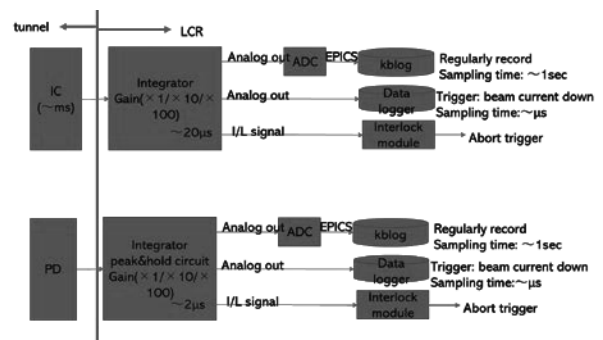 tunnel
LCR
IC
(～ms)
Integrator
Gain(×1/×10/×
100)
～20μs
Analog out
ADC
EPICS
kblog
Regularly record
Sampling time: ～1sec
Analog out
Data
logger
Trigger: beam current down
Sampling time:～μs
I/L signal
Interlock
module
Abort trigger
PD
Integrator
peak&hold circuit
Gain(×1/×10/×
100)
～2μs
Analog out
ADC
EPICS
kblog
Regularly record
Sampling time: ～1sec
Analog out
Data
logger
Trigger: beam current down
Sampling time:～μs
I/L signal
Interlock
module
Abort trigger